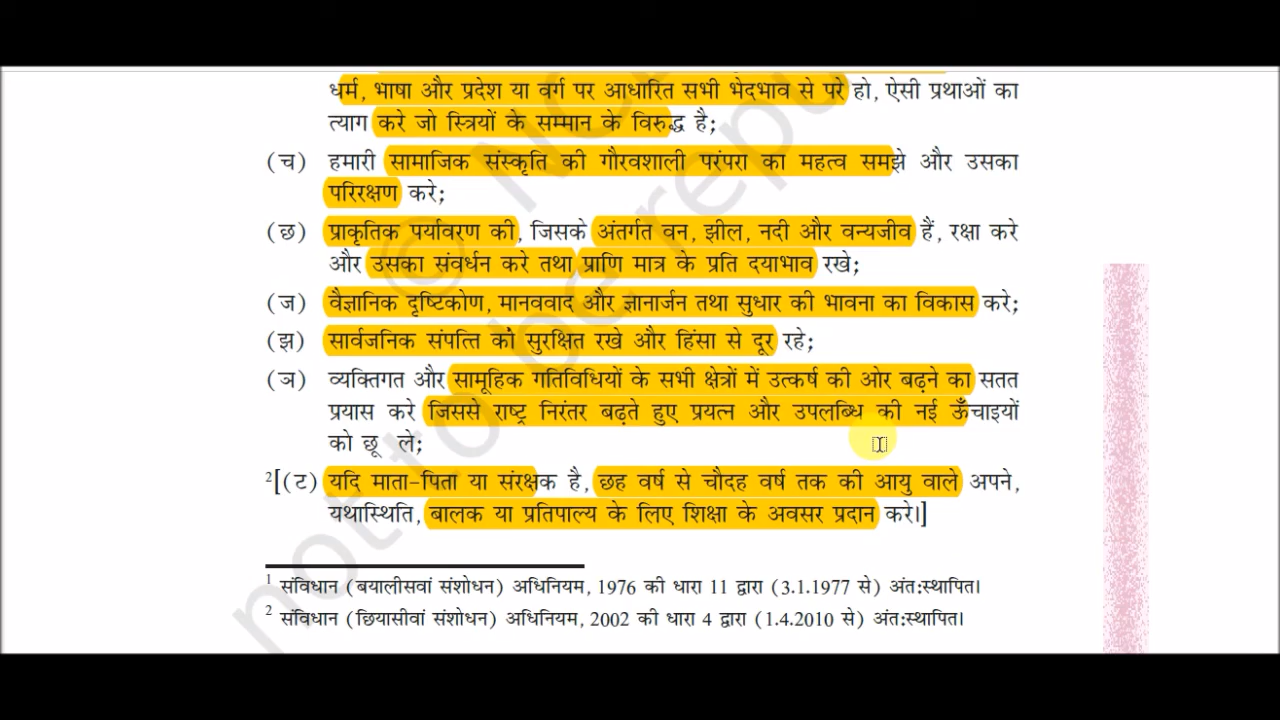 धर्म, भाषा और प्रदेश या वर्ग पर आधारित सभी भेदभाव से परे हो, ऐसी प्रथाओं का
त्याग करे जो स्त्रियों के सम्मान के विरुद्ध है;
(च) हमारी सामाजिक संस्कृति की गौरवशाली परंपरा का महत्व समझे और उसका
परिरक्षण करे;
(छ) प्राकृतिक पर्यावरण की, जिसके अंतर्गत वन, झील, नदी और वन्यजीव हैं, रक्षा करे
और उसका संवर्धन करे तथा प्राणि मात्र के प्रति दयाभाव रखे;
(ज) वैज्ञानिक दृष्टिकोण, मानववाद और ज्ञानार्जन तथा सुधार की भावना का विकास करे;
(झ) सार्वजनिक संपत्ति को सुरक्षित रखे और हिंसा से दूर रहे;
(ञ) व्यक्तिगत और सामूहिक गतिविधियों के सभी क्षेत्रों में उत्कर्ष की ओर बढ़ने का सतत
प्रयास करे जिससे राष्ट्र निरंतर बढ़ते हुए प्रयत्न और उपलब्धि की नई ऊँचाइयों
को छू ले;
²[(ट) यदि माता-पिता या संरक्षक है, छह वर्ष से चौदह वर्ष तक की आयु वाले अपने,
यथास्थिति, बालक या प्रतिपाल्य के लिए शिक्षा के अवसर प्रदान करे।]
¹ संविधान (बयालीसवां संशोधन) अधिनियम, 1976 की धारा 11 द्वारा (3.1.1977 से) अंत:स्थापित।
² संविधान (छियासीवां संशोधन) अधिनियम, 2002 की धारा 4 द्वारा (1.4.2010 से) अंत:स्थापित।
© NC
not to be repu